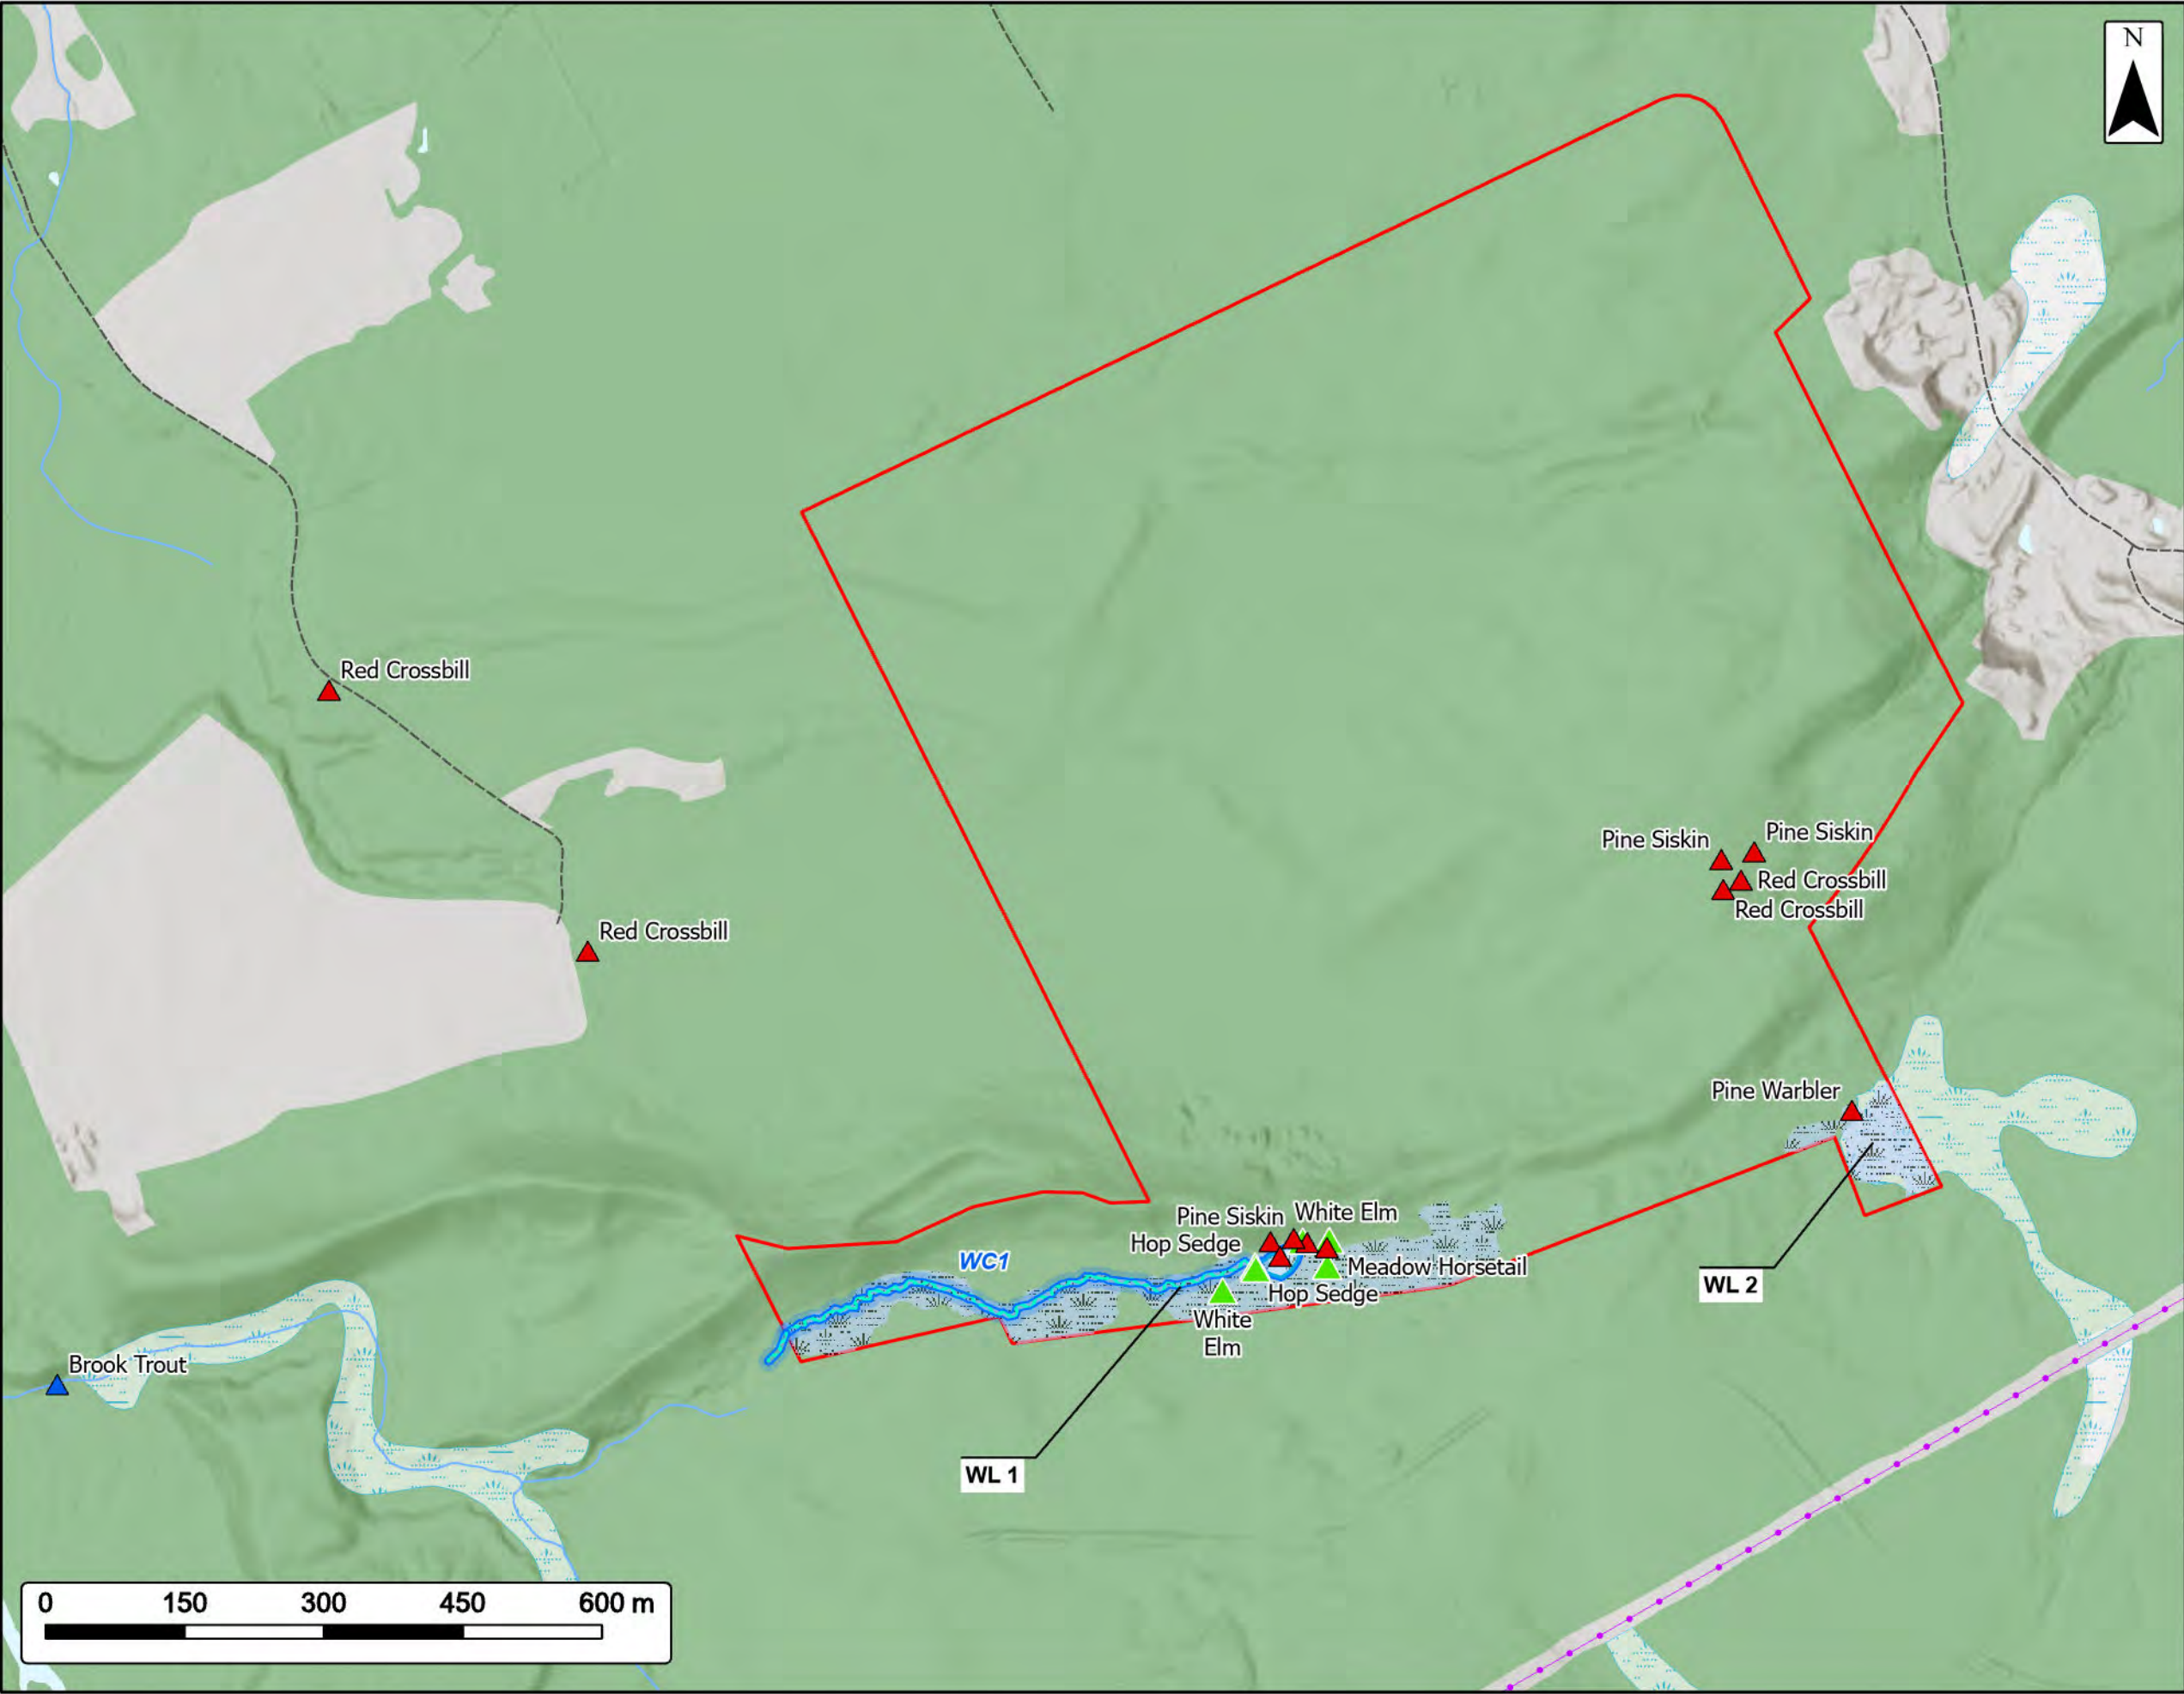 N
Red Crossbill
Pine Siskin
Pine Siskin
Red Crossbill
Red Crossbill
Red Crossbill
Pine Warbler
Pine Siskin
White Elm
Hop Sedge
WC1
Meadow Horsetail
Hop Sedge
White
Elm
WL 2
Brook Trout
WL 1
0 150 300 450 600 m